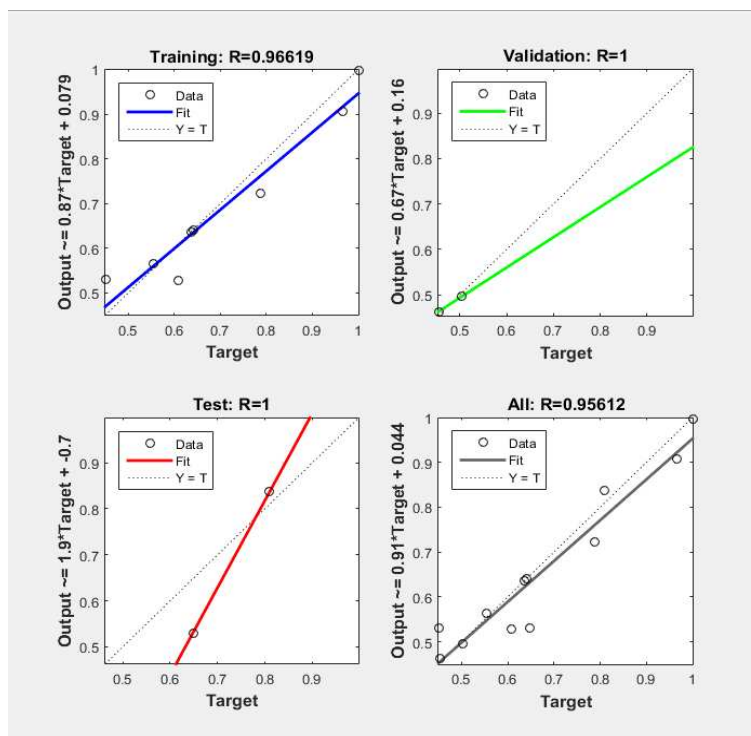 Training: R=0.96619
Output ~= 0.87*Target + 0.079
1
0.9
0.8
0.7
0.6
0.5
Data
Fit
Y = T
0.5
0.6
0.7
0.8
0.9
1
Target
Validation: R=1
Output ~= 0.67*Target + 0.16
0.9
0.8
0.7
0.6
0.5
Data
Fit
Y = T
0.5
0.6
0.7
0.8
0.9
Target
Test: R=1
Output ~= 1.9*Target + -0.7
0.9
0.8
0.7
0.6
0.5
Data
Fit
Y = T
0.5
0.6
0.7
0.8
0.9
Target
All: R=0.95612
Output ~= 0.91*Target + 0.044
1
0.9
0.8
0.7
0.6
0.5
Data
Fit
Y = T
0.5
0.6
0.7
0.8
0.9
1
Target